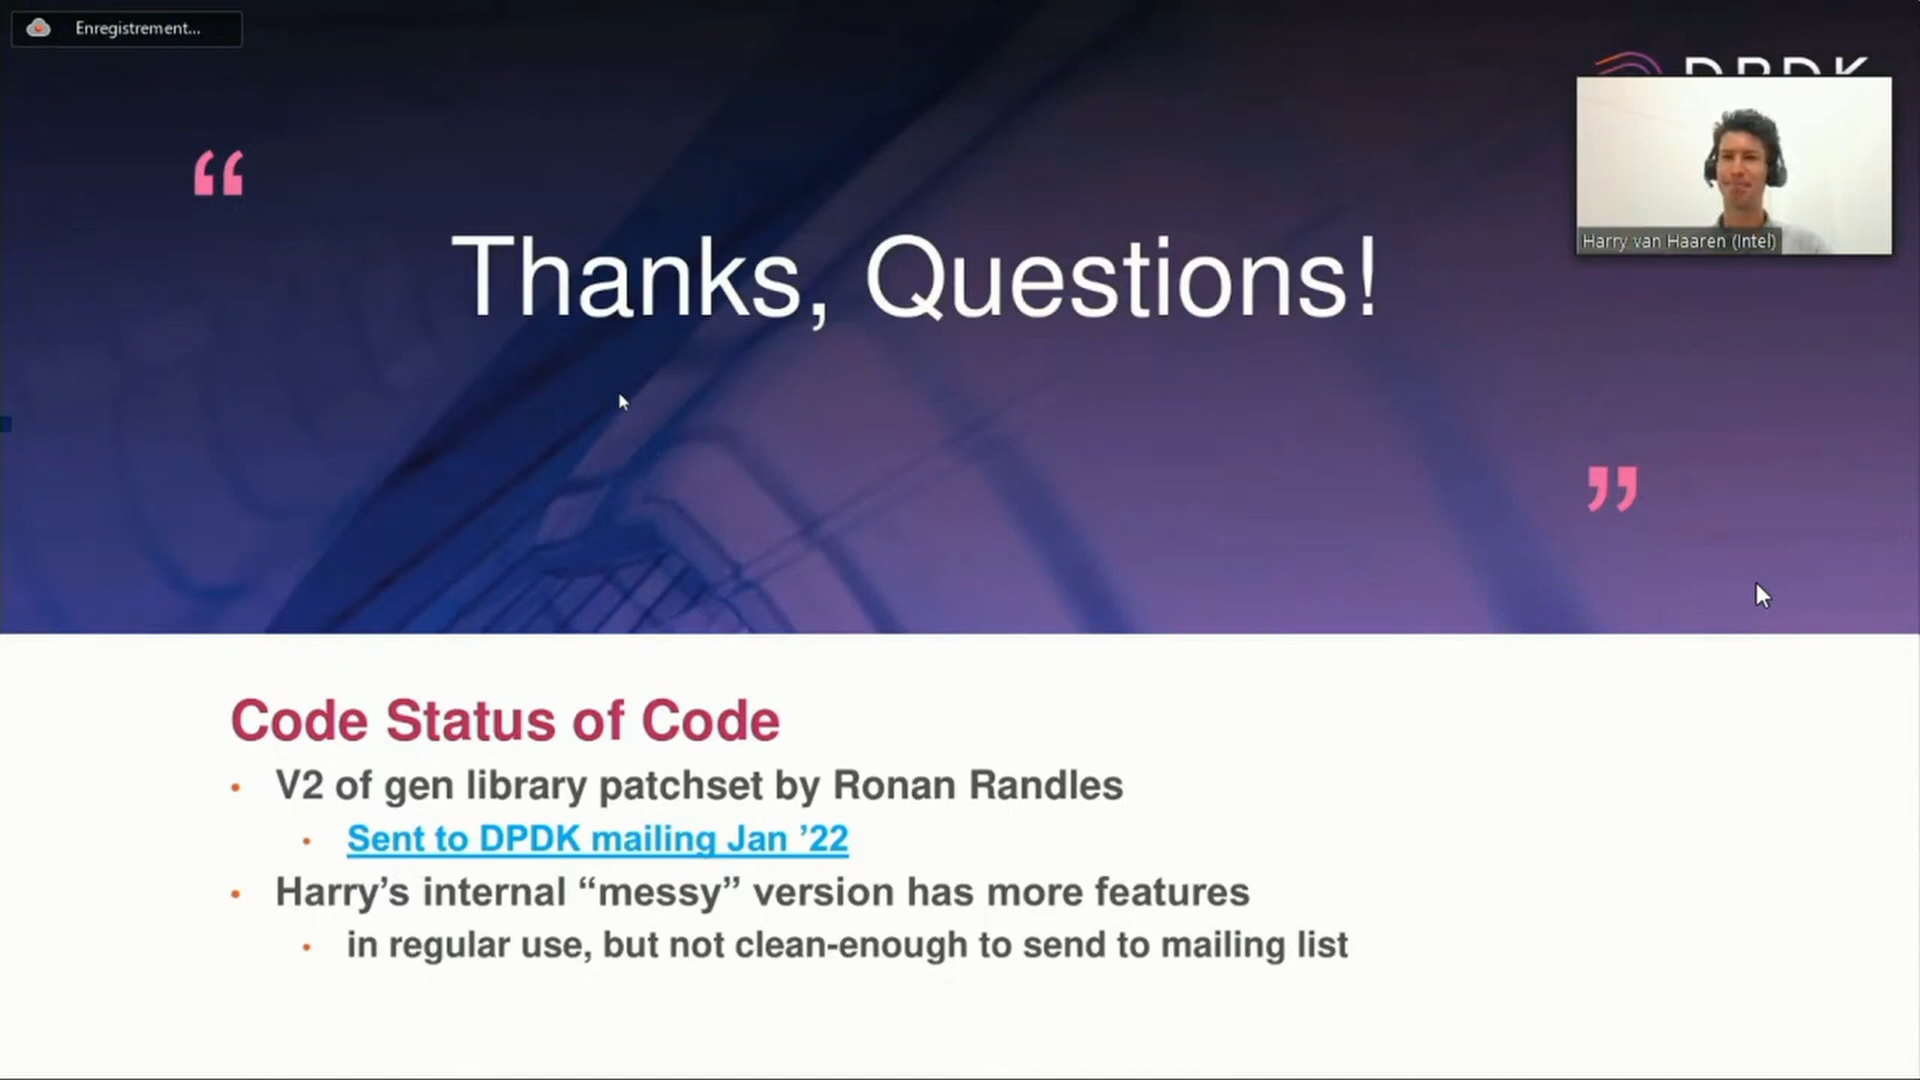 Enregistrement...
DPDK
“
Thanks, Questions!
Harry van Haaren (Intel)
”
Code Status of Code
• V2 of gen library patchset by Ronan Randles
• Sent to DPDK mailing Jan ’22
• Harry’s internal “messy” version has more features
• in regular use, but not clean-enough to send to mailing list